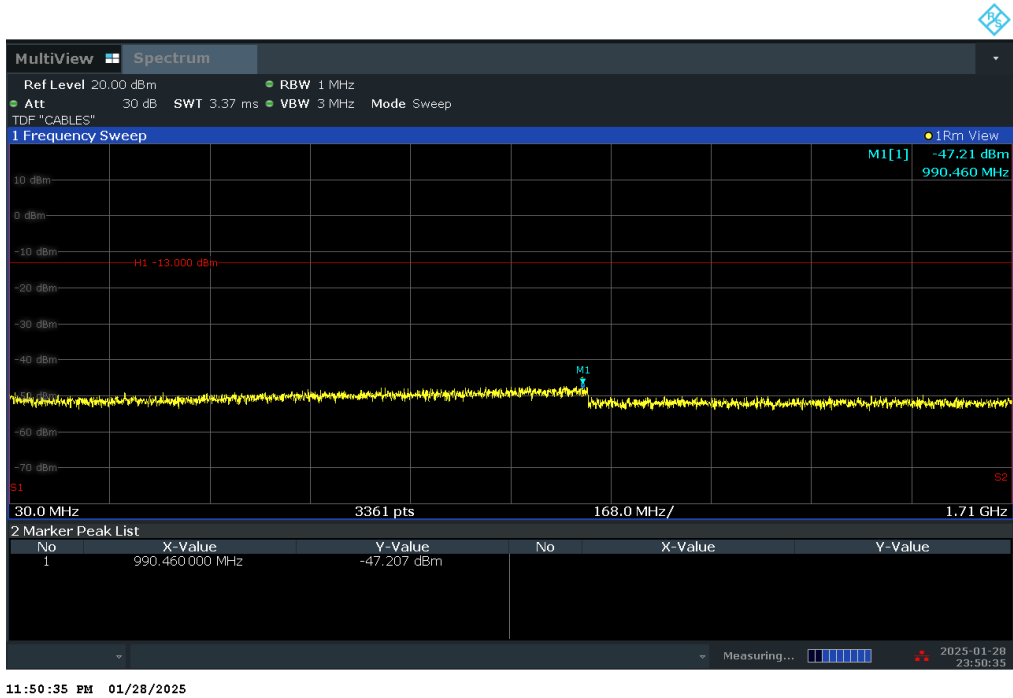 R S
MultiView Spectrum
Ref Level 20.00 dBm RBW 1 MHz
Att 30 dB SWT 3.37 ms VBW 3 MHz Mode Sweep
TDF "CABLES"
1 Frequency Sweep 1Rm View
M1[1] -47.21 dBm
990.460 MHz
10 dBm
0 dBm
-10 dBm
H1 -13.000 dBm
-20 dBm
-30 dBm
-40 dBm
M1
-60 dBm
-70 dBm
S1 S2
30.0 MHz 3361 pts 168.0 MHz/ 1.71 GHz
2 Marker Peak List
No X-Value Y-Value No X-Value Y-Value
1 990.460 000 MHz -47.207 dBm
Measuring... 2025-01-28
23:50:35
11:50:35 PM 01/28/2025